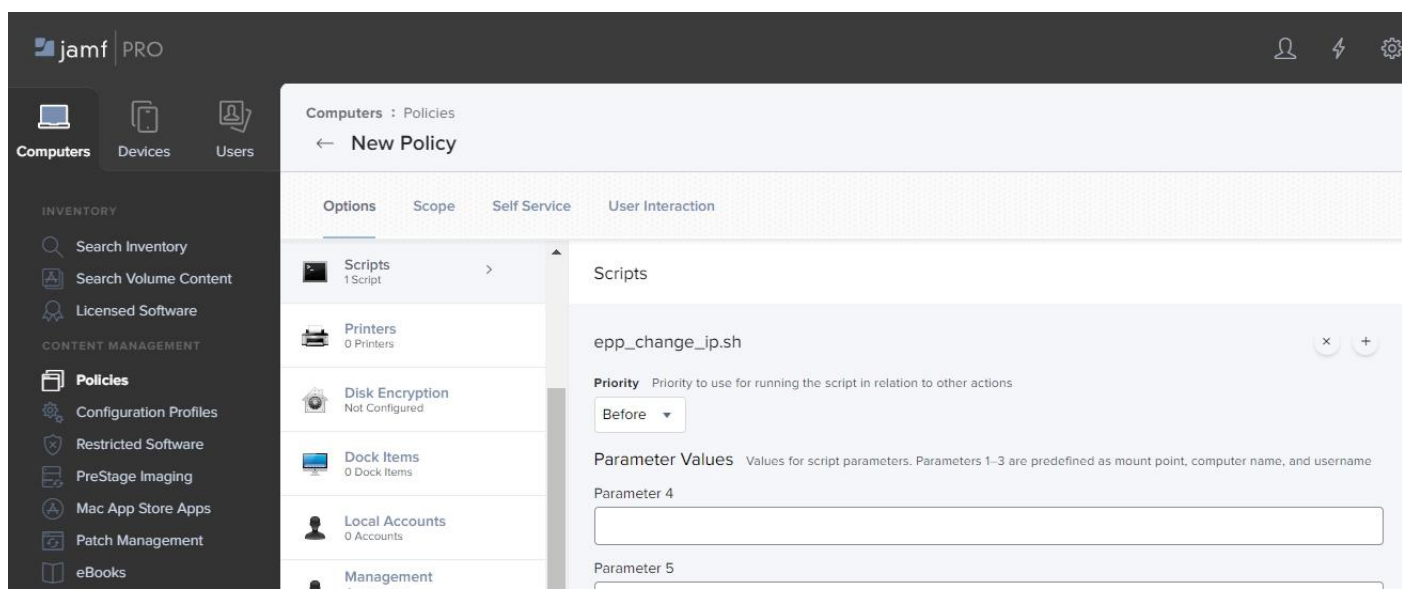 jamf PRO
Computers
Devices
Users
INVENTORY
Search Inventory
Search Volume Content
Licensed Software
CONTENT MANAGEMENT
Policies
Configuration Profiles
Restricted Software
PreStage Imaging
Mac App Store Apps
Patch Management
eBooks
Computers : Policies
← New Policy
Options
Scope
Self Service
User Interaction
Scripts
1 Script
Printers
0 Printers
Disk Encryption
Not Configured
Dock Items
0 Dock Items
Local Accounts
0 Accounts
Management
Scripts
epp_change_ip.sh
Priority Priority to use for running the script in relation to other actions
Before
Parameter Values Values for script parameters. Parameters 1–3 are predefined as mount point, computer name, and username
Parameter 4
Parameter 5